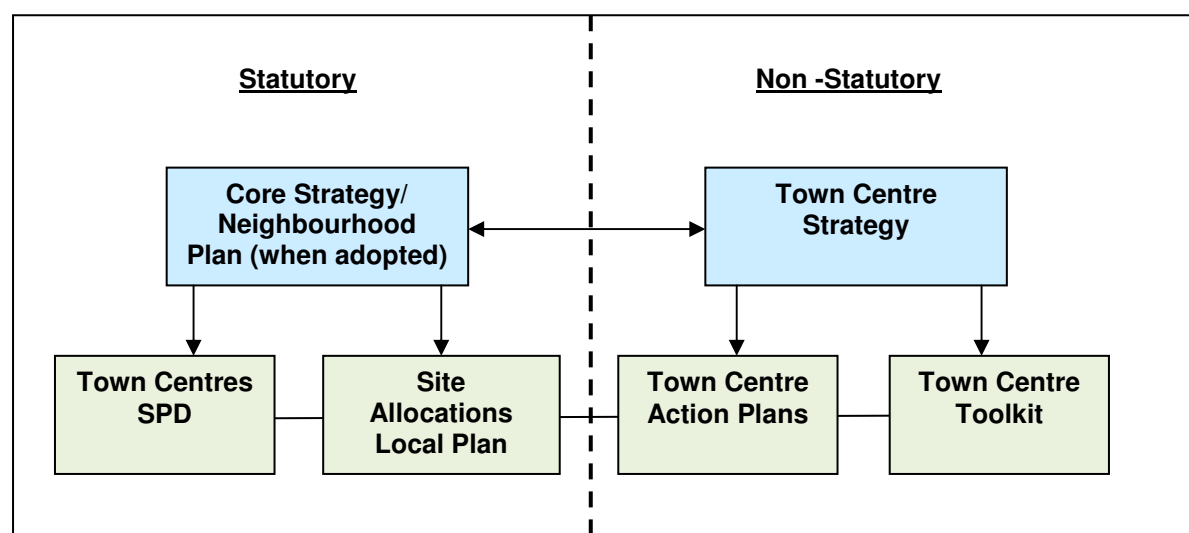 Statutory
Non -Statutory
Core Strategy/
Neighbourhood
Plan (when adopted)
Town Centre
Strategy
Town Centres
SPD
Site
Allocations
Local Plan
Town Centre
Action Plans
Town Centre
Toolkit